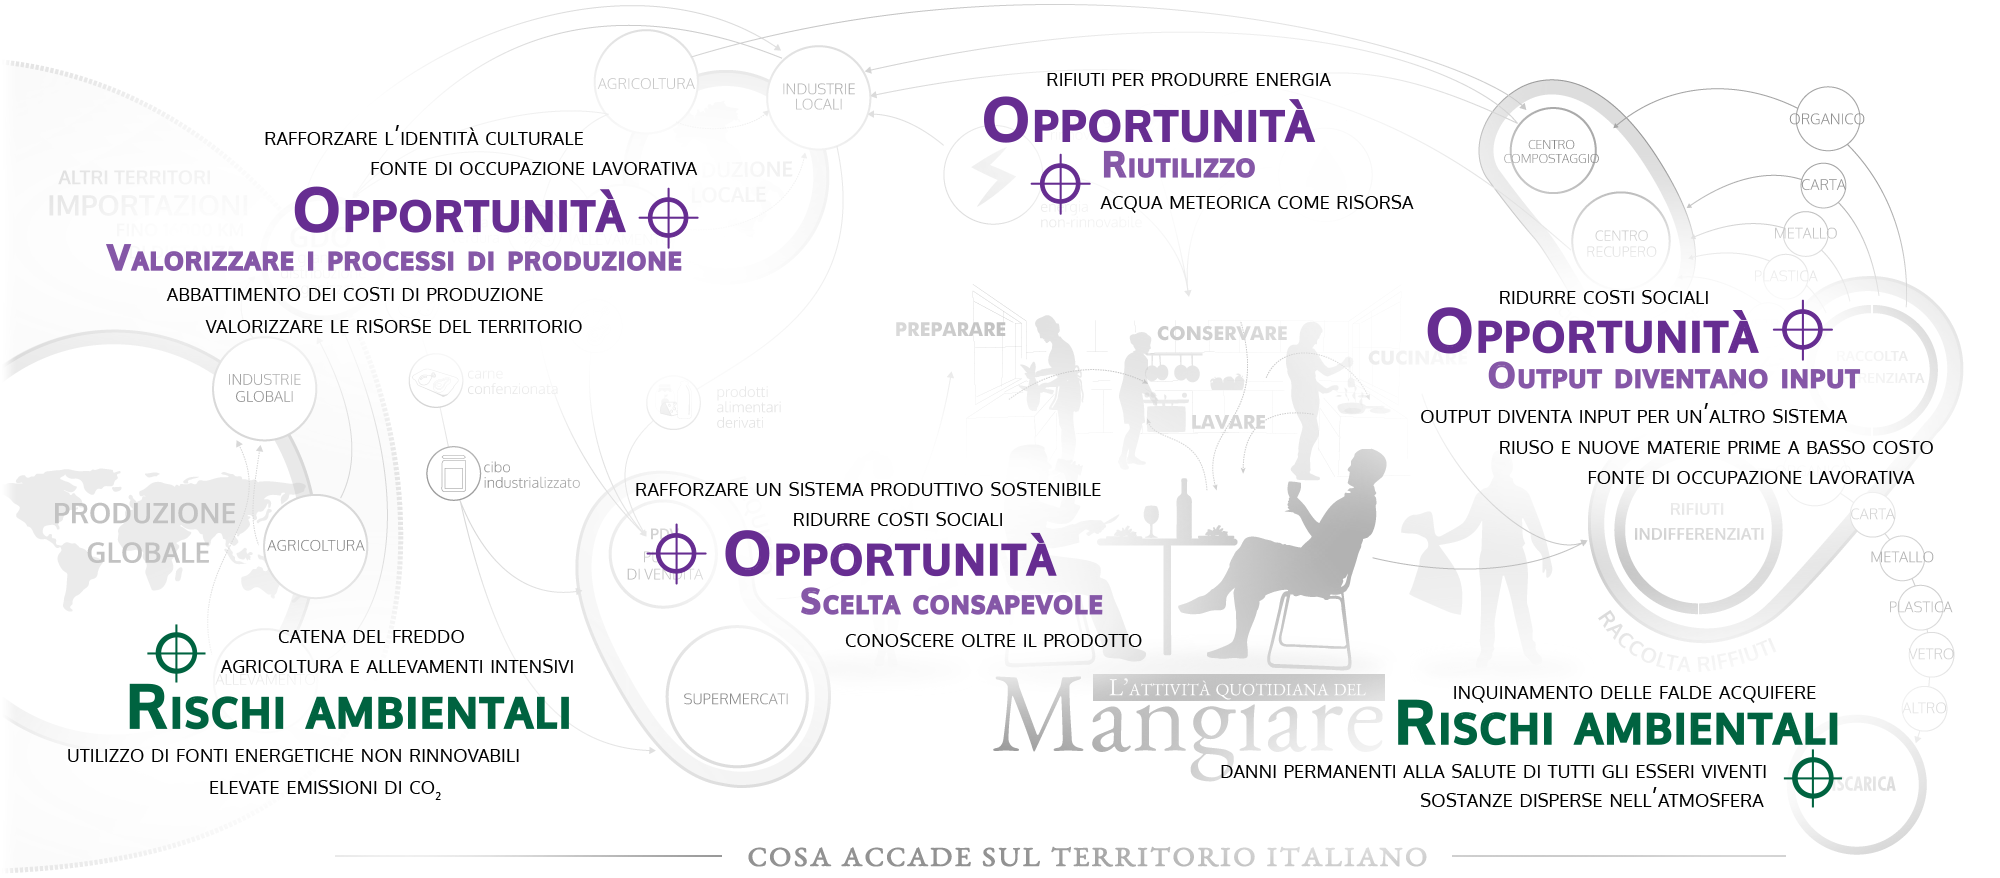 AGRICOLTURA
INDUSTRIE
LOCALI
RIFIUTI PER PRODURRE ENERGIA
OPPORTUNITÀ
RIUTILIZZO
ACQUA METEORICA COME RISORSA
energia
non-rinnovabile
RAFFORZARE L'IDENTITÀ CULTURALE
FONTE DI OCCUPAZIONE LAVORATIVA
OPPORTUNITÀ
VALORIZZARE I PROCESSI DI PRODUZIONE
ABBATTIMENTO DEI COSTI DI PRODUZIONE
VALORIZZARE LE RISORSE DEL TERRITORIO
ALTRI TERRITORI
IMPORTAZIONI
LOCALE
CENTRO
COMPOSTAGGIO
CENTRO
RECUPERO
ORGANICO
CARTA
METALLO
PLASTICA
RIDURRE COSTI SOCIALI
OPPORTUNITÀ
OUTPUT DIVENTANO INPUT
OUTPUT DIVENTA INPUT PER UN'ALTRO SISTEMA
RIUSO E NUOVE MATERIE PRIME A BASSO COSTO
FONTE DI OCCUPAZIONE LAVORATIVA
RACCOLTA
PREPARARE
CONSERVARE
CUCINARE
LAVARE
INDUSTRIE
GLOBALI
carne
confenzionata
prodotti
alimentari
derivati
cibo
industrializzato
PRODUZIONE
GLOBALE
AGRICOLTURA
RAFFORZARE UN SISTEMA PRODUTTIVO SOSTENIBILE
RIDURRE COSTI SOCIALI
OPPORTUNITÀ
SCELTA CONSAPEVOLE
CONOSCERE OLTRE IL PRODOTTO
DI VENDITA
SUPERMERCATI
RIFIUTI
INDIFFERENZIATI
RACCOLTA RIFFIUTI
CARTA
METALLO
PLASTICA
VETRO
ALTRO
CATENA DEL FREDDO
AGRICOLTURA E ALLEVAMENTI INTENSIVI
ALLEVAMENTO
RISCHI AMBIENTALI
UTILIZZO DI FONTI ENERGETICHE NON RINNOVABILI
ELEVATE EMISSIONI DI CO2
L'ATTIVITÀ QUOTIDIANA DEL
Mangiare
INQUINAMENTO DELLE FALDE ACQUIFERE
RISCHI AMBIENTALI
DANNI PERMANENTI ALLA SALUTE DI TUTTI GLI ESSERI VIVENTI
SOSTANZE DISPERSE NELL'ATMOSFERA
COSA ACCADE SUL TERRITORIO ITALIANO